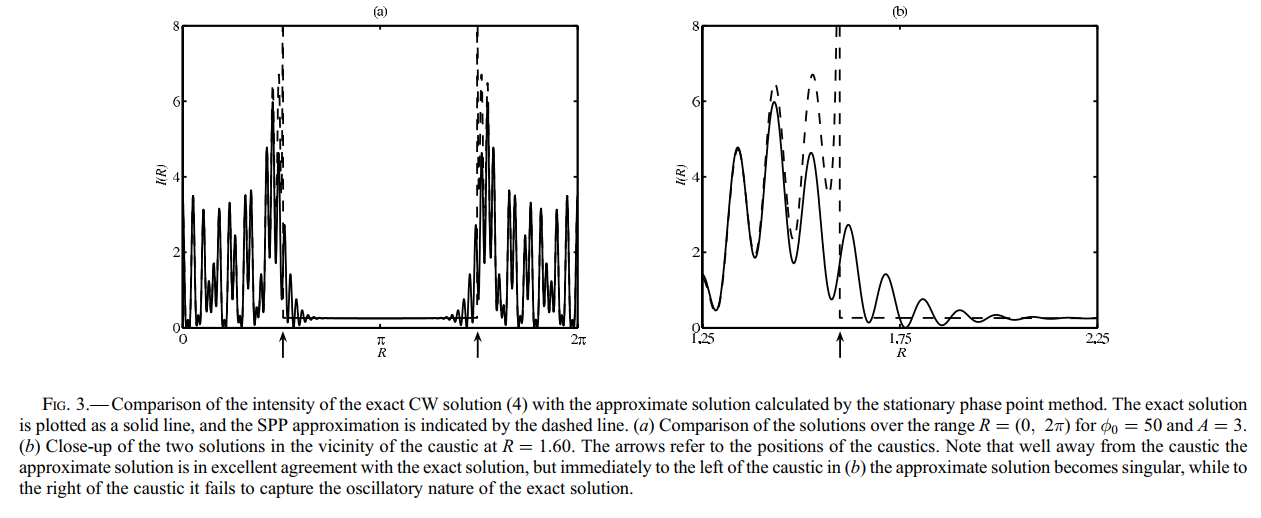 (a)
8
6
4
2
0
I(R)
0
π
2π
R
(b)
8
6
4
2
0
I(R)
1.25
1.75
2.25
R
FIG. 3.—Comparison of the intensity of the exact CW solution (4) with the approximate solution calculated by the stationary phase point method. The exact solution
is plotted as a solid line, and the SPP approximation is indicated by the dashed line. (a) Comparison of the solutions over the range R = (0, 2π) for ϕ₀ = 50 and A = 3.
(b) Close-up of the two solutions in the vicinity of the caustic at R = 1.60. The arrows refer to the positions of the caustics. Note that well away from the caustic the
approximate solution is in excellent agreement with the exact solution, but immediately to the left of the caustic in (b) the approximate solution becomes singular, while to
the right of the caustic it fails to capture the oscillatory nature of the exact solution.